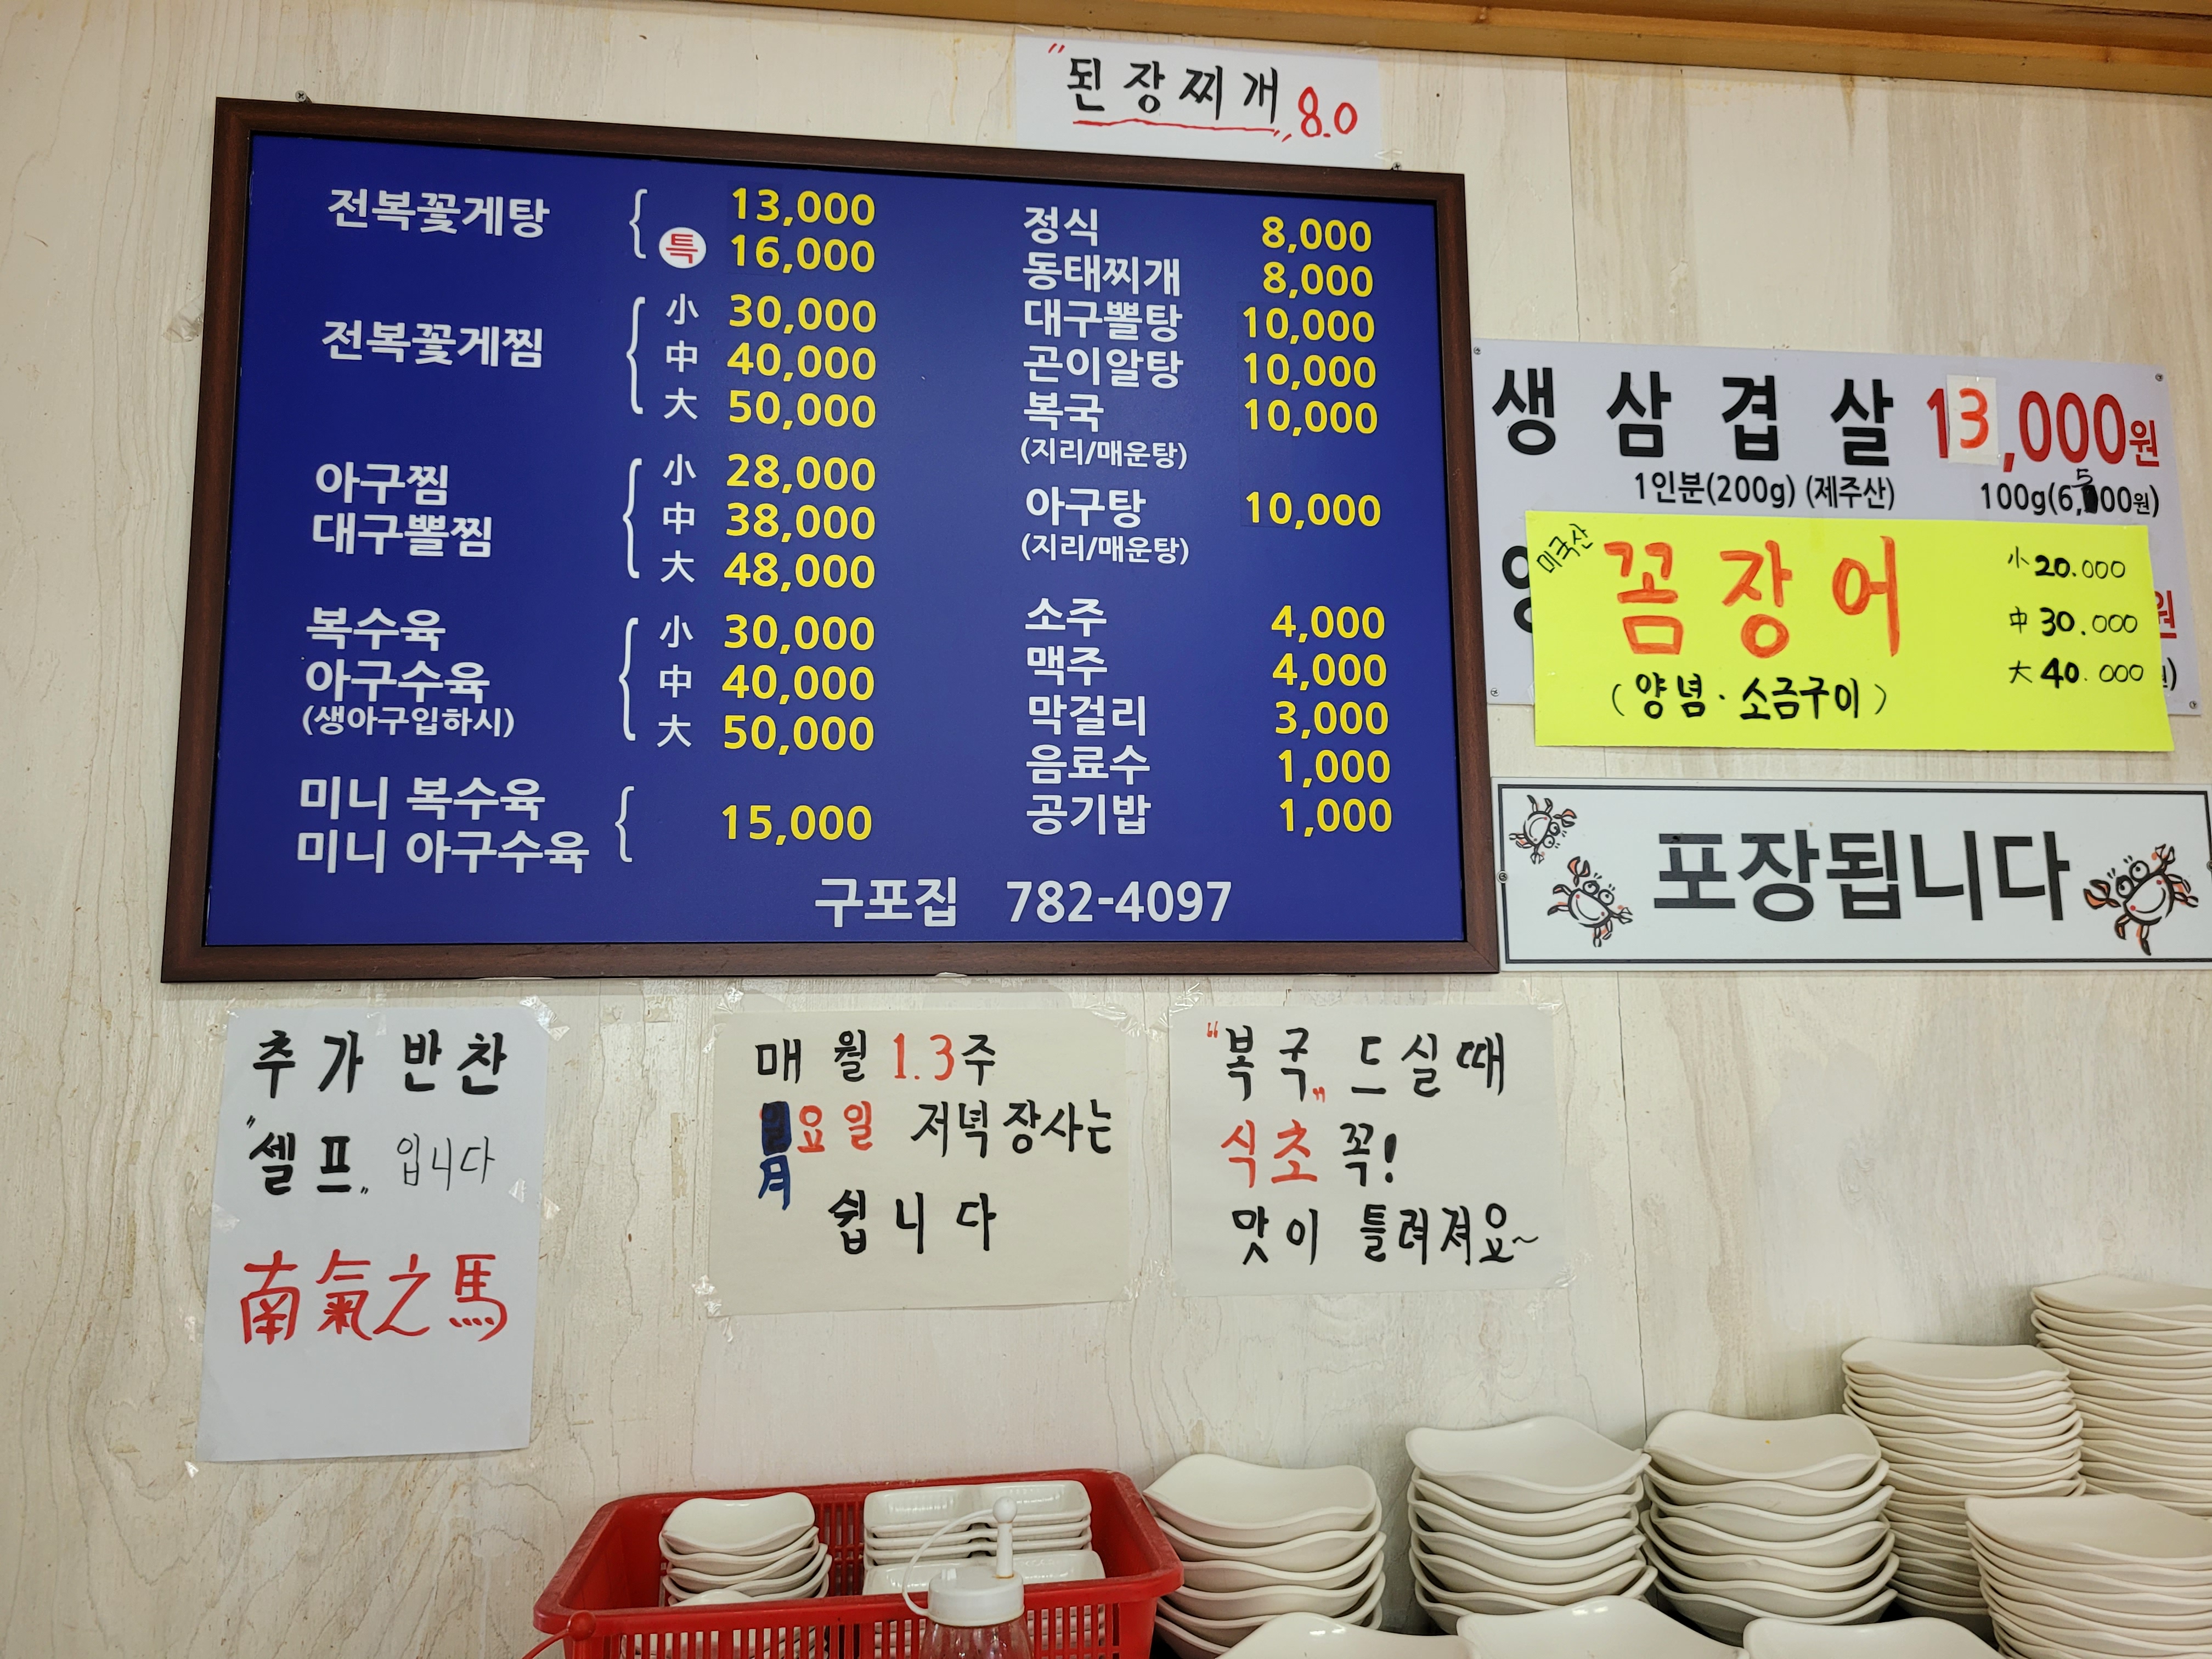 "된장찌개" 8.0
전복꽃게탕 { 13,000
특 16,000
전복꽃게찜 { 小 30,000
中 40,000
大 50,000
아구찜
대구뽈찜 { 小 28,000
中 38,000
大 48,000
복수육
아구수육
(생아구입하시) { 小 30,000
中 40,000
大 50,000
미니 복수육
미니 아구수육 { 15,000
정식 8,000
동태찌개 8,000
대구뽈탕 10,000
곤이알탕 10,000
복국 10,000
(지리/매운탕)
아구탕 10,000
(지리/매운탕)
소주 4,000
맥주 4,000
막걸리 3,000
음료수 1,000
공기밥 1,000
구포집 782-4097
생삼겹살 13,000원
1인분(200g) (제주산) 100g(6,500원)
미국산
꼼장어
(양념·소금구이)
小 20.000
中 30.000
大 40.000
원
포장됩니다
추가반찬
"셀프" 입니다
南氣之馬
매월 1.3주
月요일 저녁장사는
쉽니다
"복국" 드실때
식초 꼭!
맛이 틀려져요~